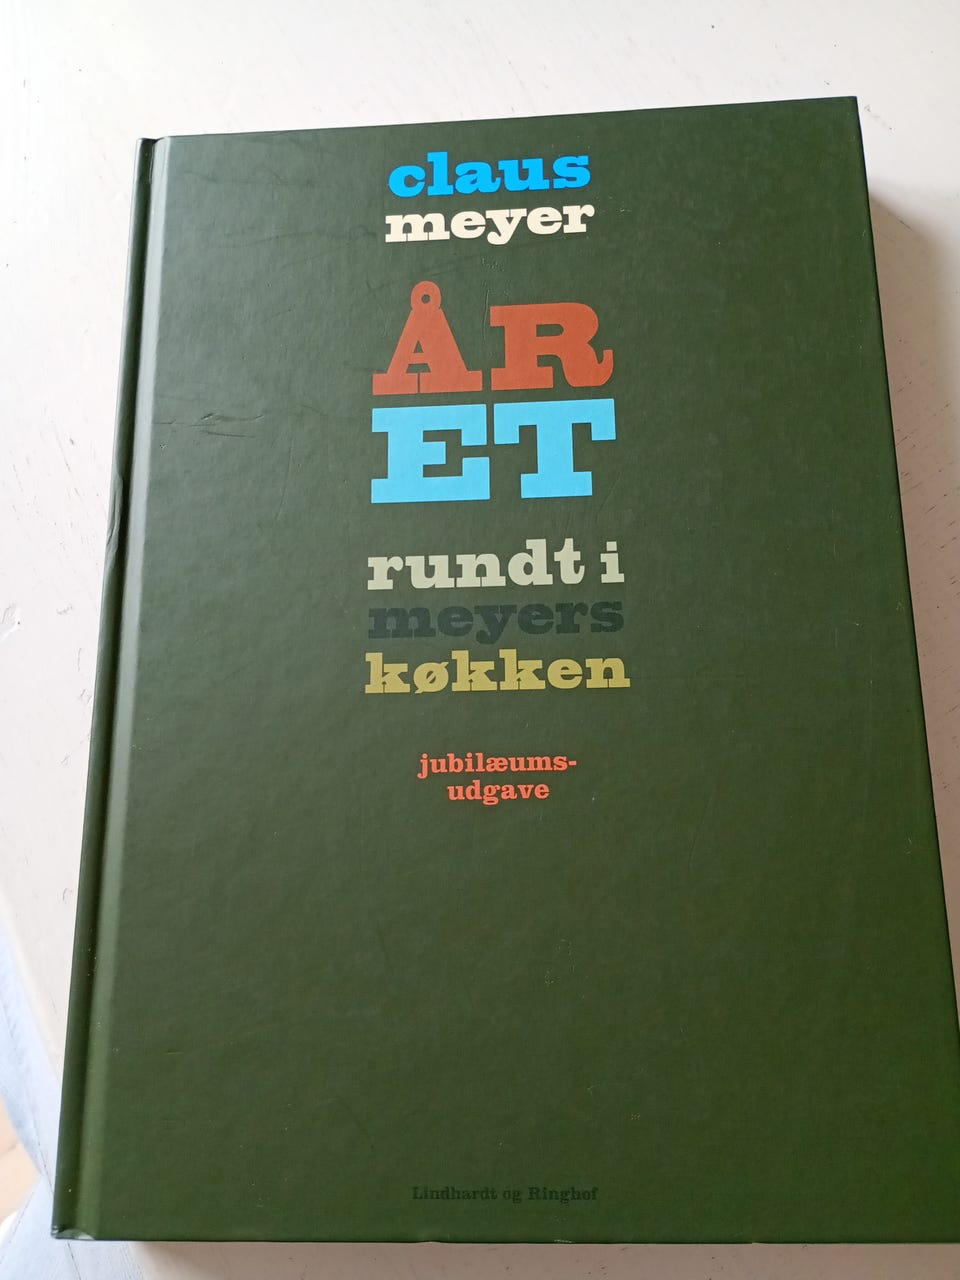 claus
meyer
ÅR
ET
rundt i
meyers
køkken
jubilæums-
udgave
Lindhardt og Ringhof